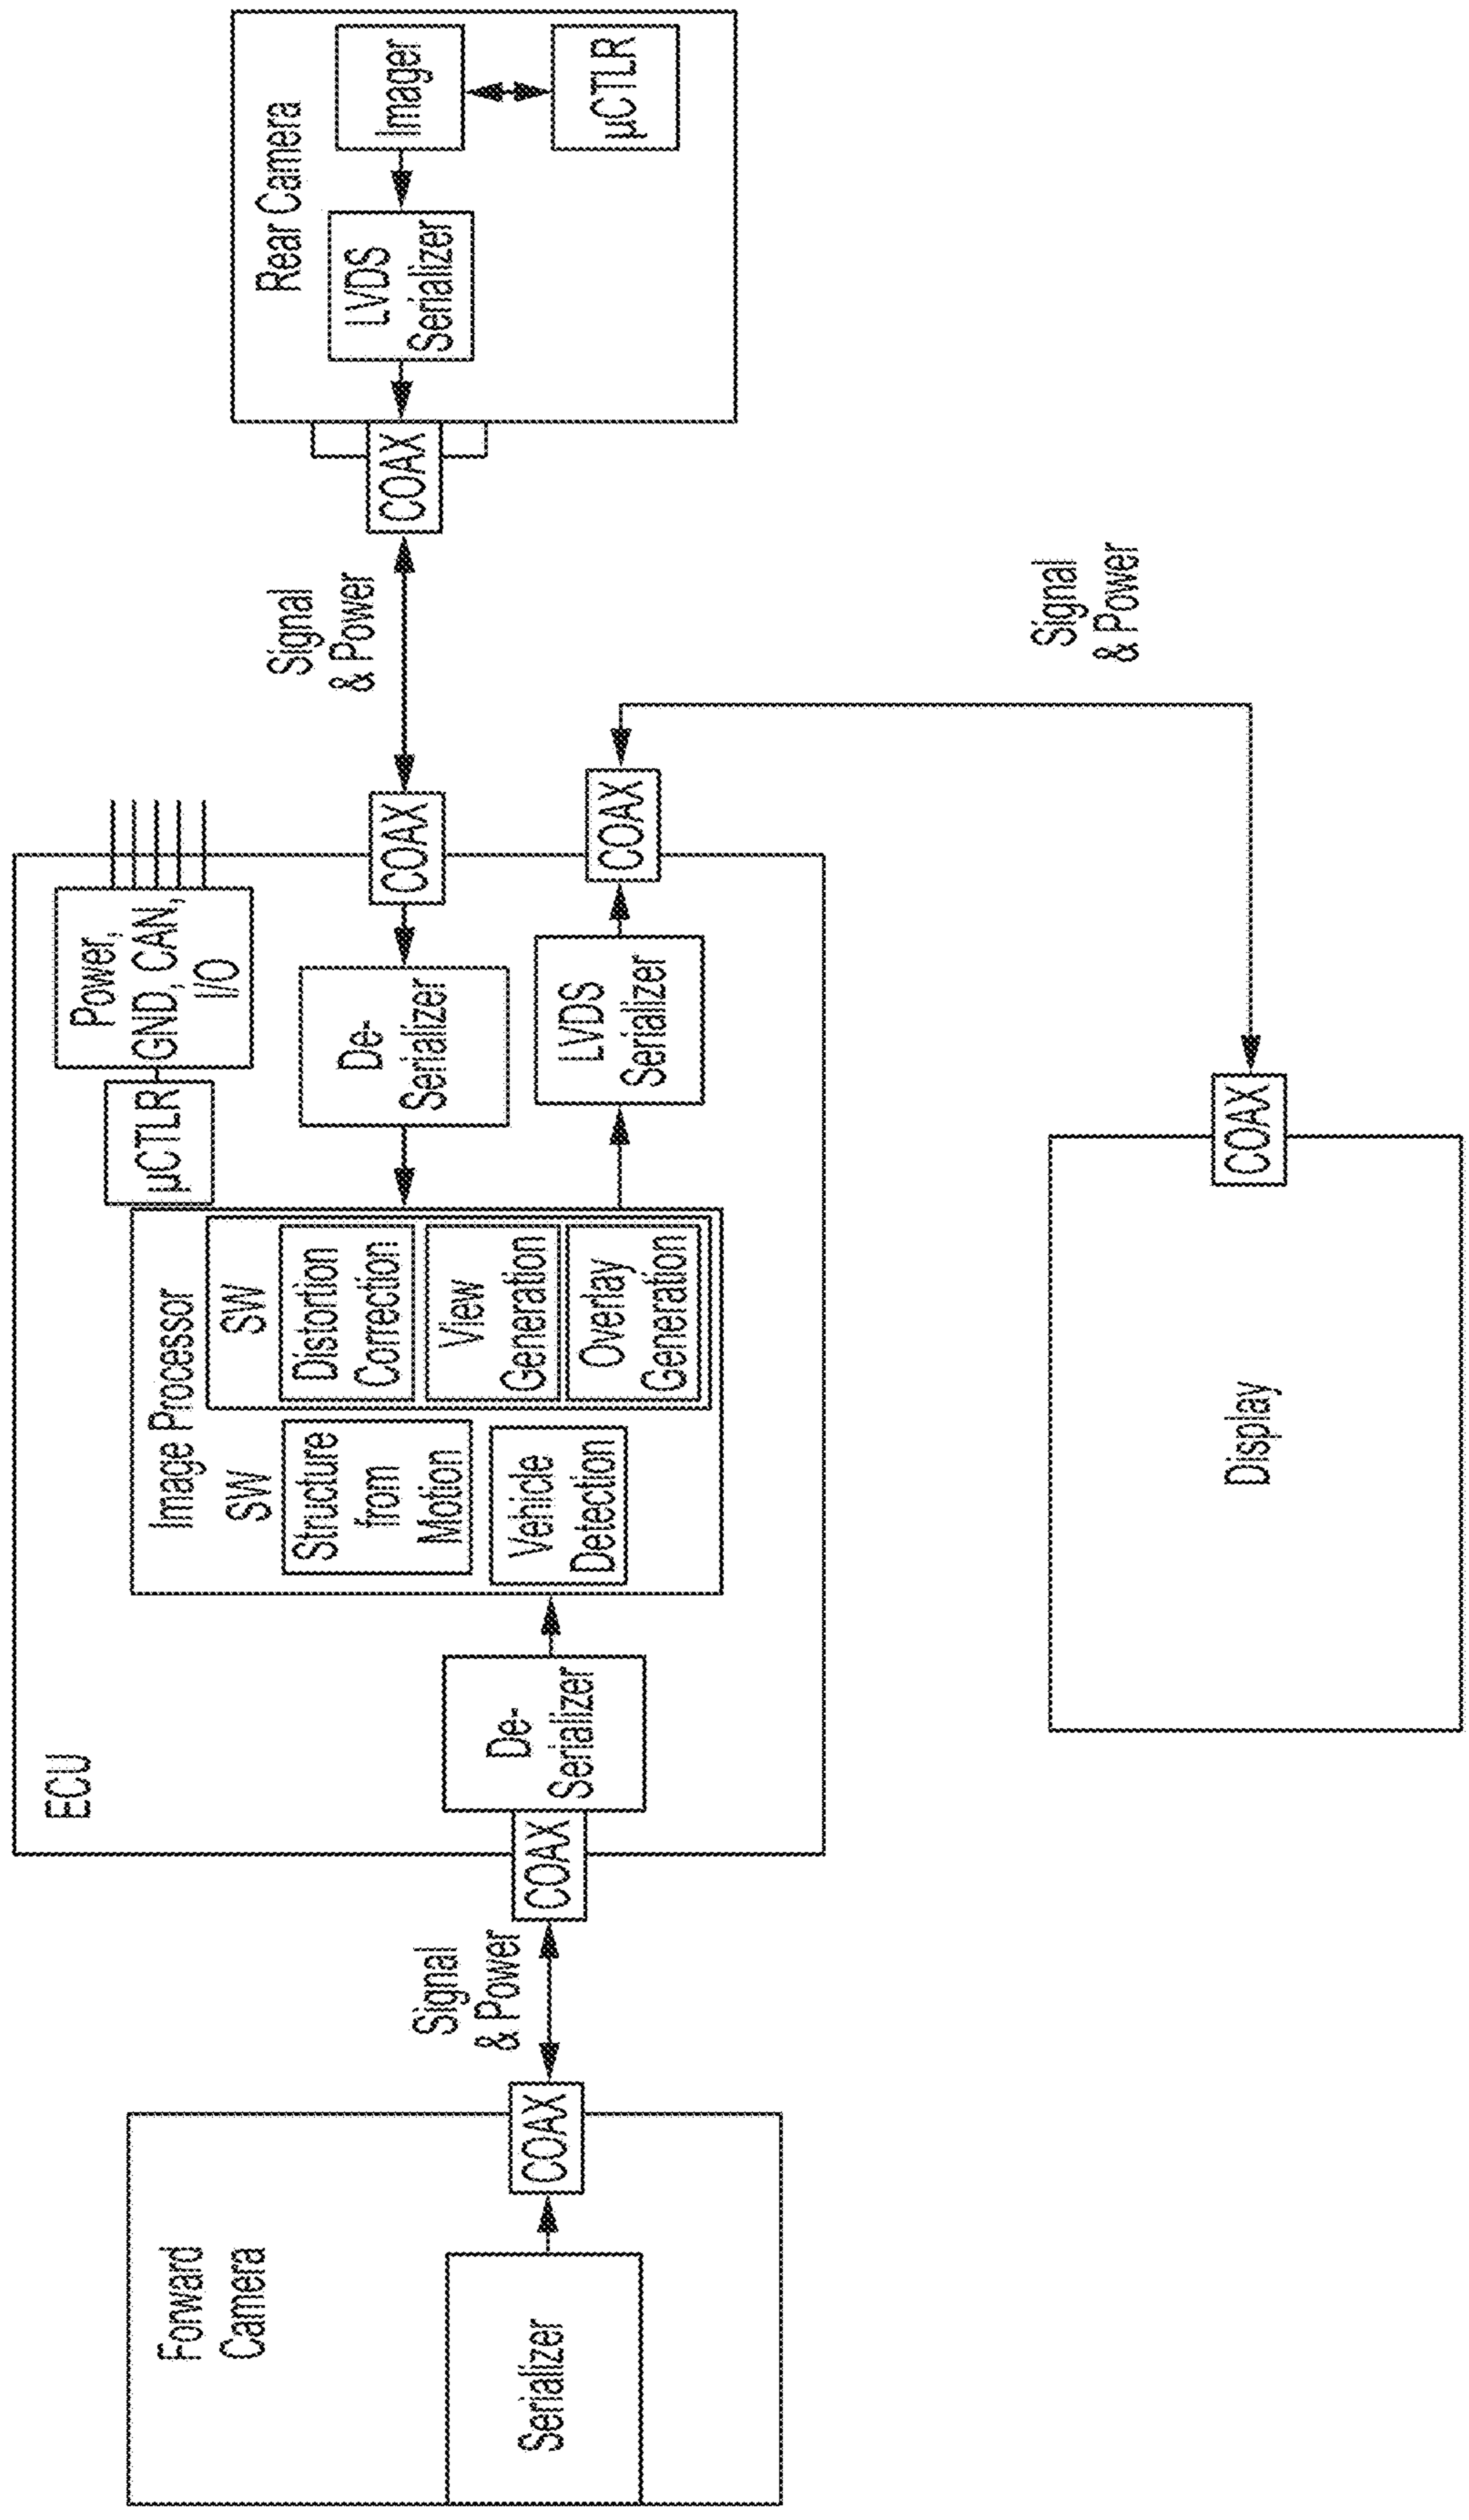 Forward
Camera
Serializer
COAX
Signal
& Power
ECU
COAX
De-
Serializer
Image Processor
SW
Structure
from
Motion
Vehicle
Detection
SW
Distortion
Correction
View
Generation
Overlay
Generation
µCTLR
Power,
GND, CAN,
I/O
De-
Serializer
COAX
LVDS
Serializer
COAX
Signal
& Power
COAX
Rear Camera
LVDS
Serializer
Imager
µCTLR
Signal
& Power
COAX
Display